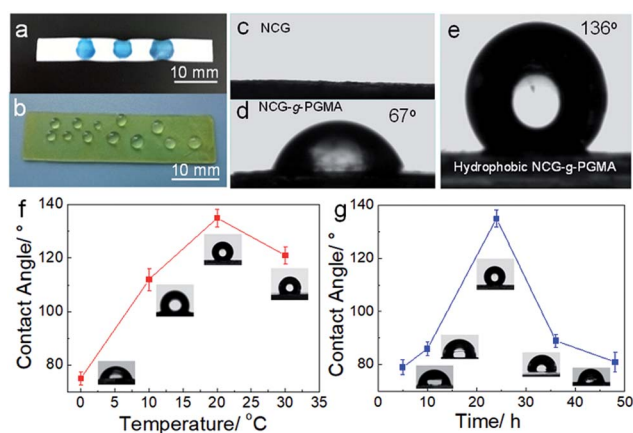 a
10 mm
b
10 mm
c NCG
d NCG-g-PGMA 67º
e 136º
Hydrophobic NCG-g-PGMA
f
Contact Angle/ °
140
120
100
80
0 5 10 15 20 25 30 35
Temperature/ °C
g
Contact Angle/ °
140
120
100
80
0 10 20 30 40 50
Time/ h